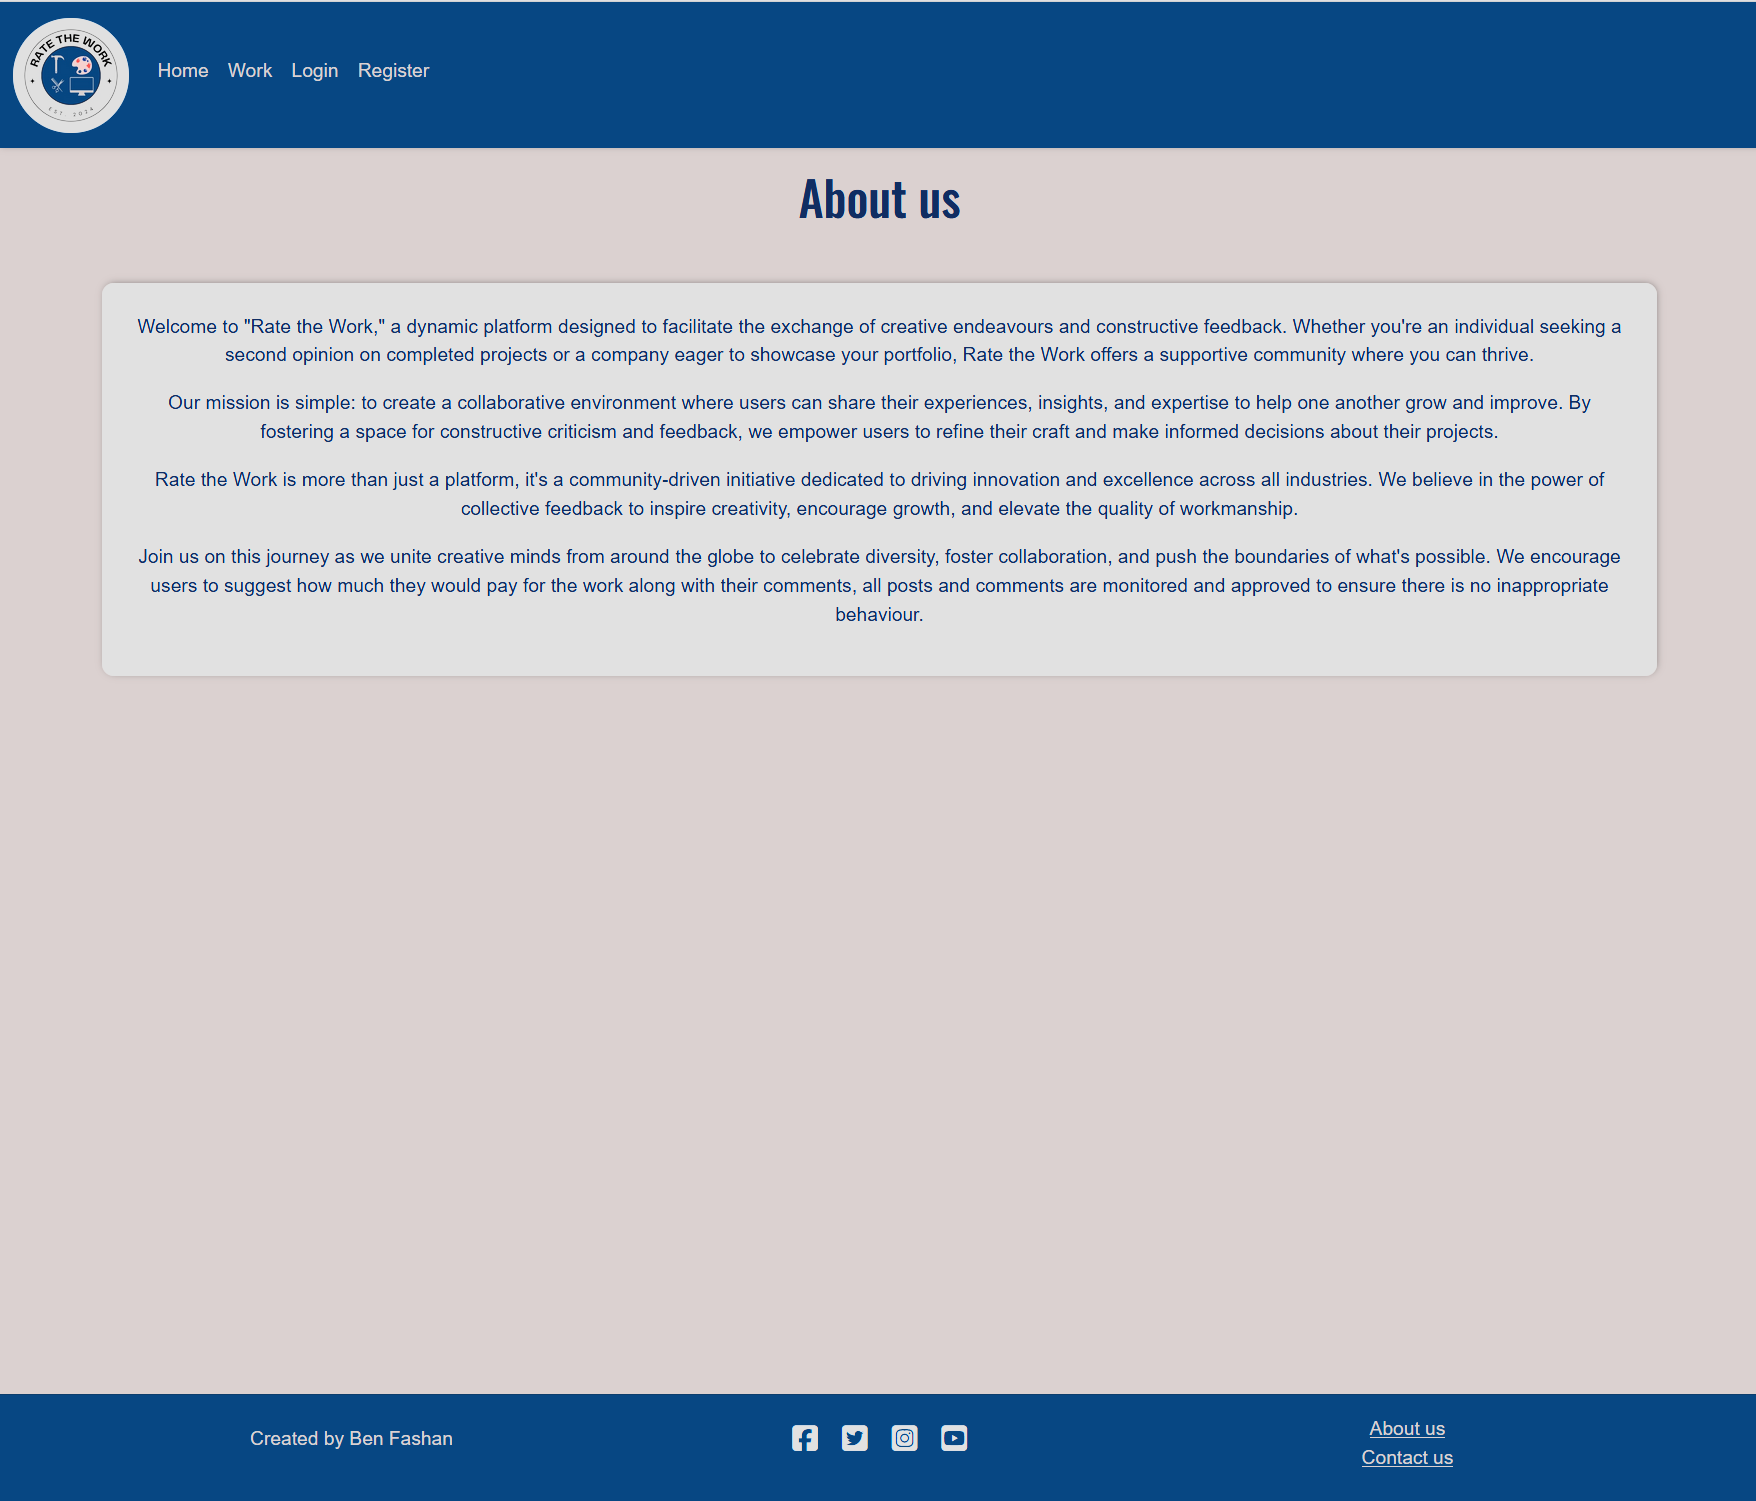 RATE THE WORK
EST. 2024
Home Work Login Register
About us
Welcome to "Rate the Work," a dynamic platform designed to facilitate the exchange of creative endeavours and constructive feedback. Whether you're an individual seeking a
second opinion on completed projects or a company eager to showcase your portfolio, Rate the Work offers a supportive community where you can thrive.
Our mission is simple: to create a collaborative environment where users can share their experiences, insights, and expertise to help one another grow and improve. By
fostering a space for constructive criticism and feedback, we empower users to refine their craft and make informed decisions about their projects.
Rate the Work is more than just a platform, it's a community-driven initiative dedicated to driving innovation and excellence across all industries. We believe in the power of
collective feedback to inspire creativity, encourage growth, and elevate the quality of workmanship.
Join us on this journey as we unite creative minds from around the globe to celebrate diversity, foster collaboration, and push the boundaries of what's possible. We encourage
users to suggest how much they would pay for the work along with their comments, all posts and comments are monitored and approved to ensure there is no inappropriate
behaviour.
Created by Ben Fashan
About us
Contact us